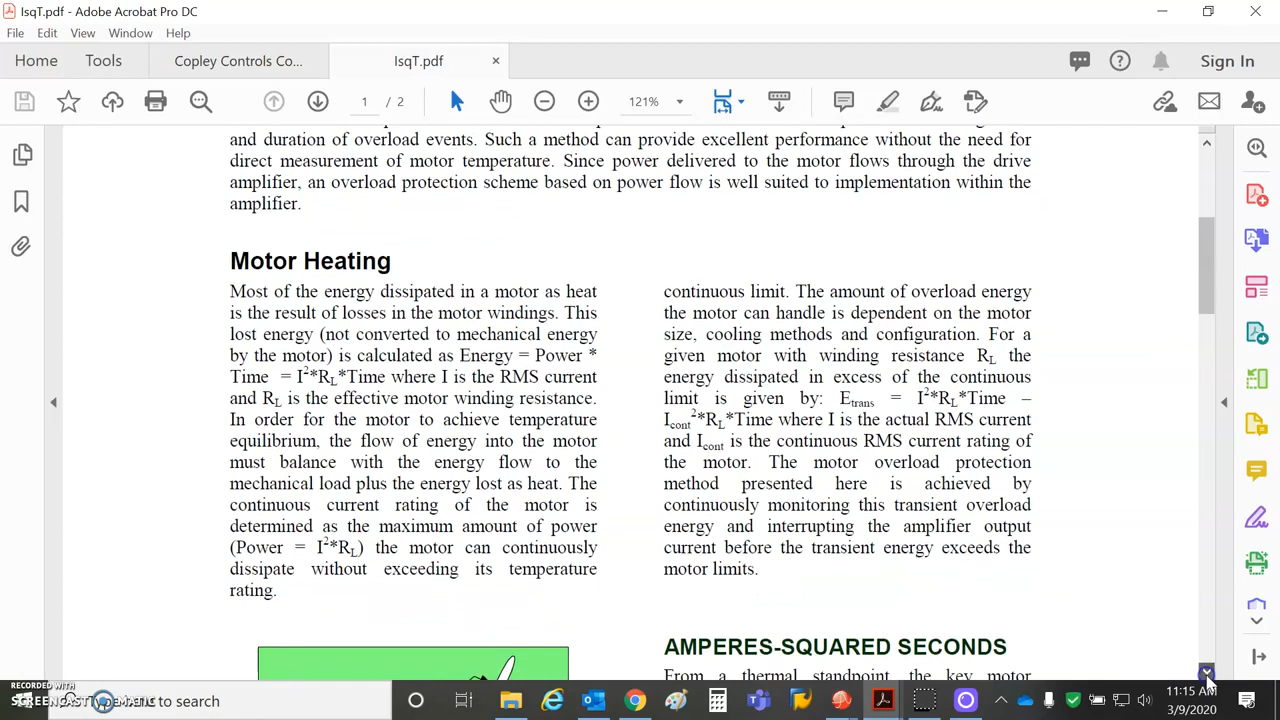 IsqT.pdf - Adobe Acrobat Pro DC
File Edit View Window Help
Home Tools Copley Controls Co... IsqT.pdf × Sign In
1 / 2 121%
and duration of overload events. Such a method can provide excellent performance without the need for
direct measurement of motor temperature. Since power delivered to the motor flows through the drive
amplifier, an overload protection scheme based on power flow is well suited to implementation within the
amplifier.
Motor Heating
Most of the energy dissipated in a motor as heat
is the result of losses in the motor windings. This
lost energy (not converted to mechanical energy
by the motor) is calculated as Energy = Power *
Time = I²*R_L*Time where I is the RMS current
and R_L is the effective motor winding resistance.
In order for the motor to achieve temperature
equilibrium, the flow of energy into the motor
must balance with the energy flow to the
mechanical load plus the energy lost as heat. The
continuous current rating of the motor is
determined as the maximum amount of power
(Power = I²*R_L) the motor can continuously
dissipate without exceeding its temperature
rating.
continuous limit. The amount of overload energy
the motor can handle is dependent on the motor
size, cooling methods and configuration. For a
given motor with winding resistance R_L the
energy dissipated in excess of the continuous
limit is given by: E_trans = I²*R_L*Time –
I_cont²*R_L*Time where I is the actual RMS current
and I_cont is the continuous RMS current rating of
the motor. The motor overload protection
method presented here is achieved by
continuously monitoring this transient overload
energy and interrupting the amplifier output
current before the transient energy exceeds the
motor limits.
AMPERES-SQUARED SECONDS
From a thermal standpoint, the key motor
RECORDED WITH
SCREENCAST-O-MATIC
Type here to search
11:15 AM
3/9/2020